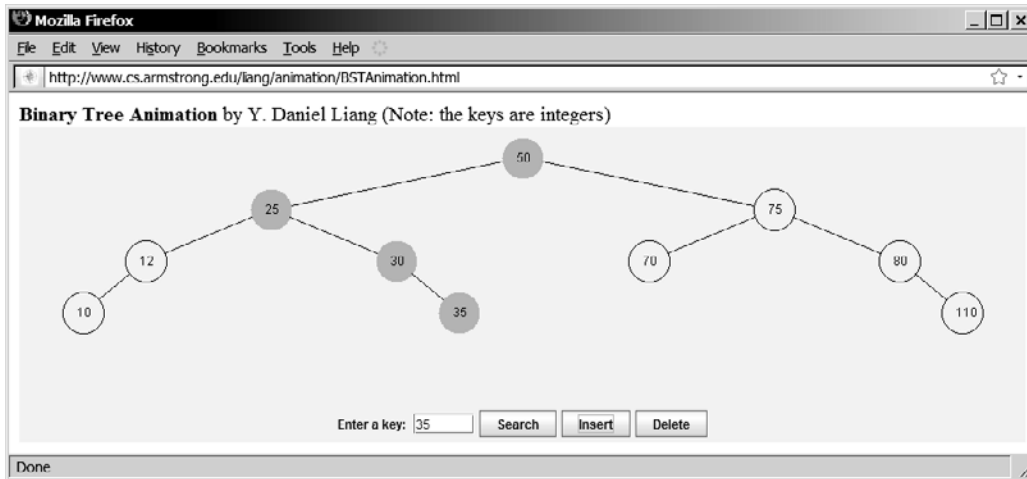 Mozilla Firefox
File Edit View History Bookmarks Tools Help
http://www.cs.armstrong.edu/liang/animation/BSTAnimation.html
Binary Tree Animation by Y. Daniel Liang (Note: the keys are integers)
50
25 75
12 30 70 80
10 35 110
Enter a key: 35 Search Insert Delete
Done